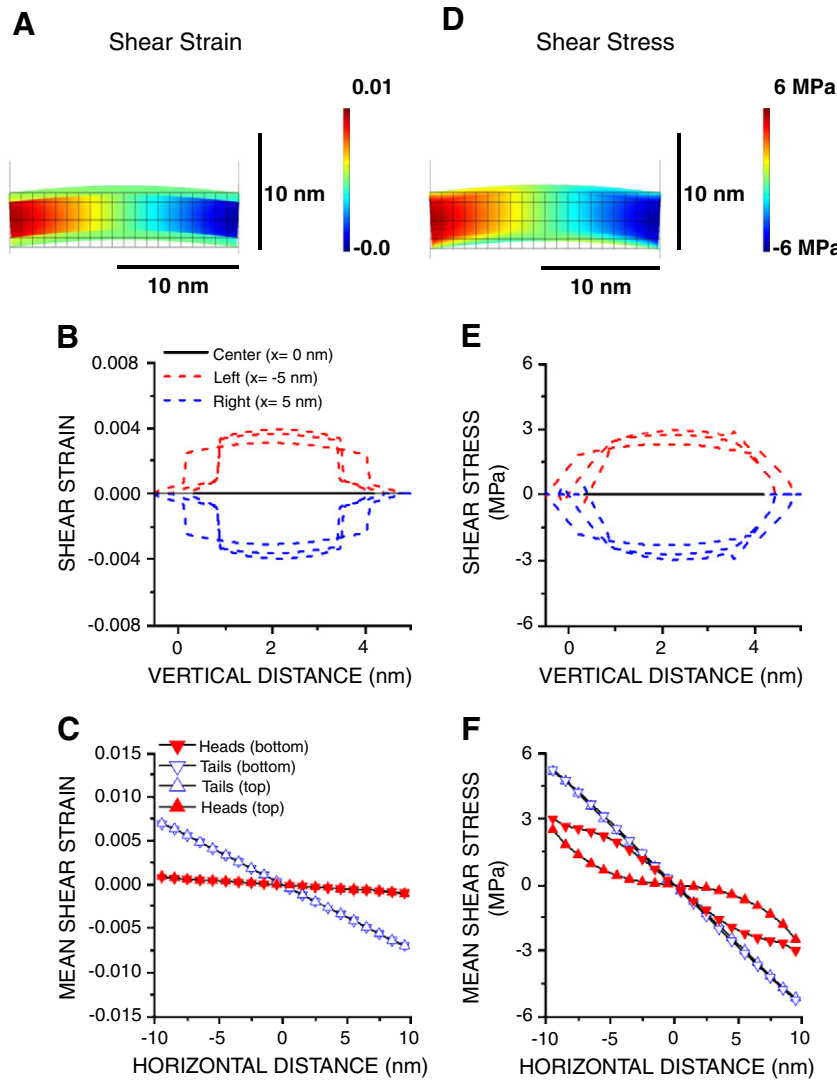 A
Shear Strain
0.01
10 nm
-0.0
10 nm
D
Shear Stress
6 MPa
10 nm
-6 MPa
10 nm
B
0.008
0.004
0.000
-0.004
-0.008
SHEAR STRAIN
Center (x= 0 nm)
Left (x= -5 nm)
Right (x= 5 nm)
0
2
4
VERTICAL DISTANCE (nm)
E
6
3
0
-3
-6
SHEAR STRESS
(MPa)
0
2
4
VERTICAL DISTANCE (nm)
C
0.015
0.010
0.005
0.000
-0.005
-0.010
-0.015
MEAN SHEAR STRAIN
Heads (bottom)
Tails (bottom)
Tails (top)
Heads (top)
-10
-5
0
5
10
HORIZONTAL DISTANCE (nm)
F
6
3
0
-3
-6
MEAN SHEAR STRESS
(MPa)
-10
-5
0
5
10
HORIZONTAL DISTANCE (nm)